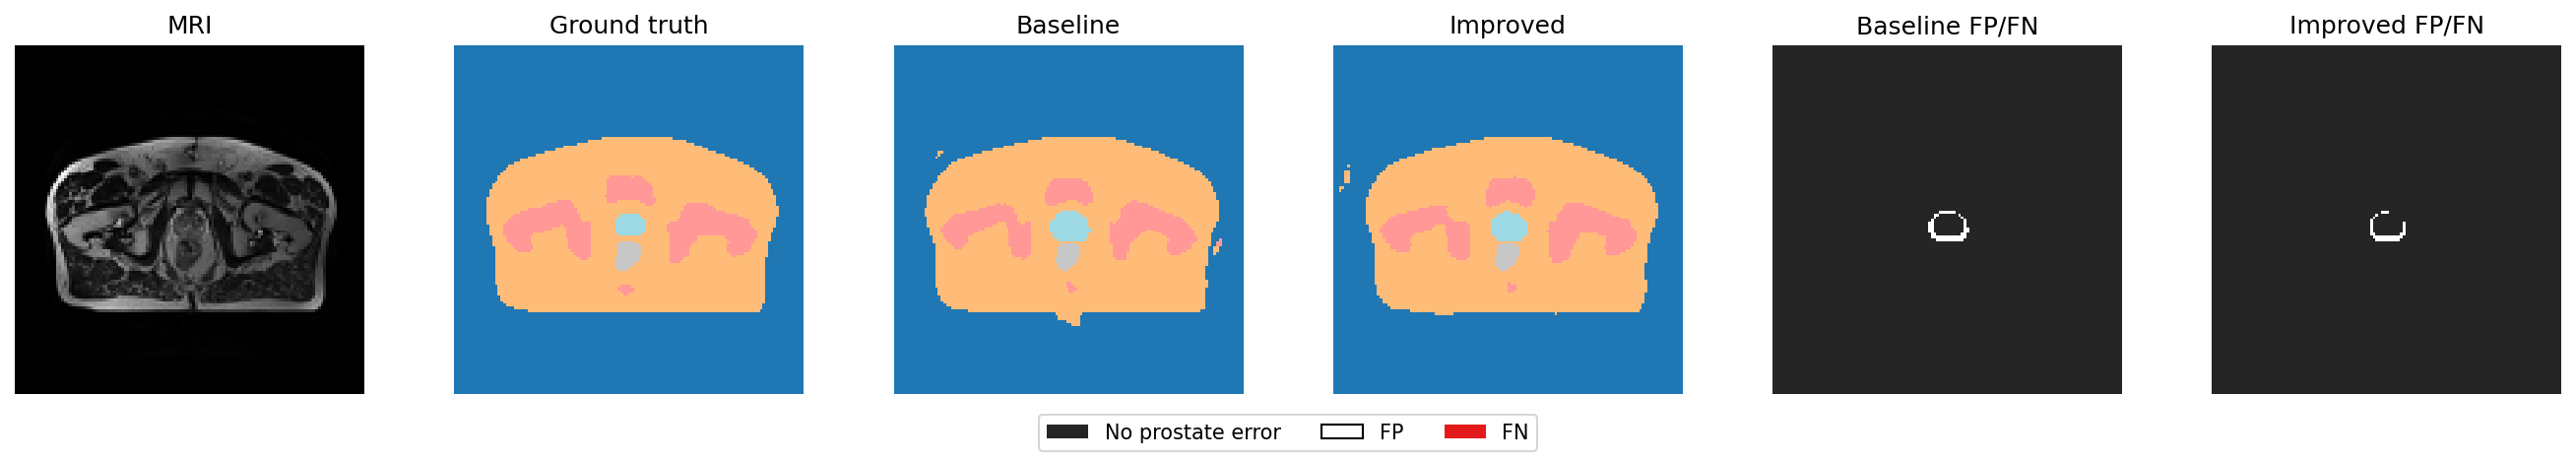 MRI
Ground truth
Baseline
Improved
Baseline FP/FN
Improved FP/FN
No prostate error
FP
FN